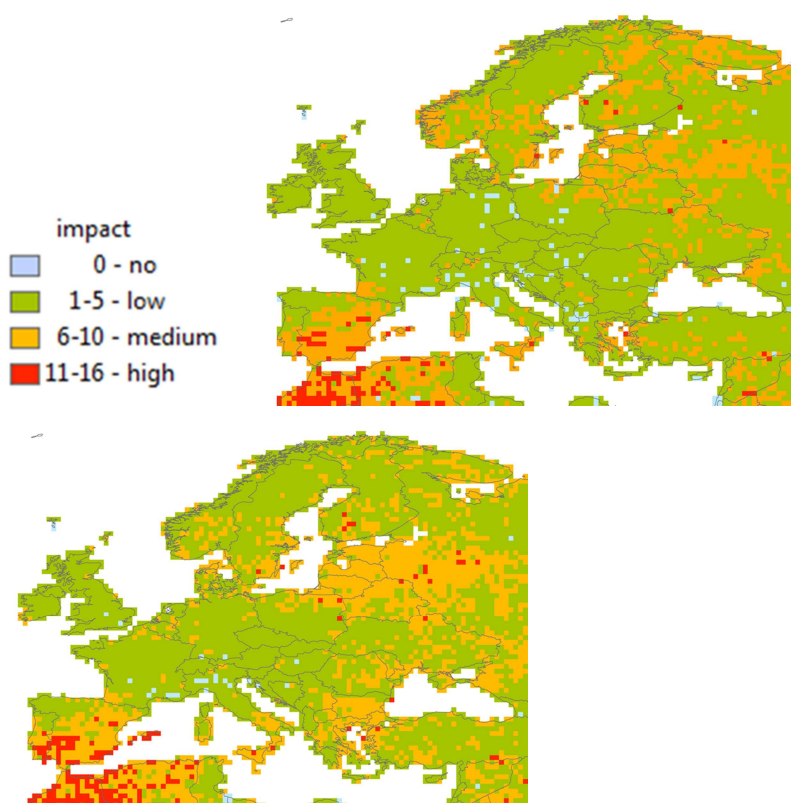 impact
0 - no
1-5 - low
6-10 - medium
11-16 - high